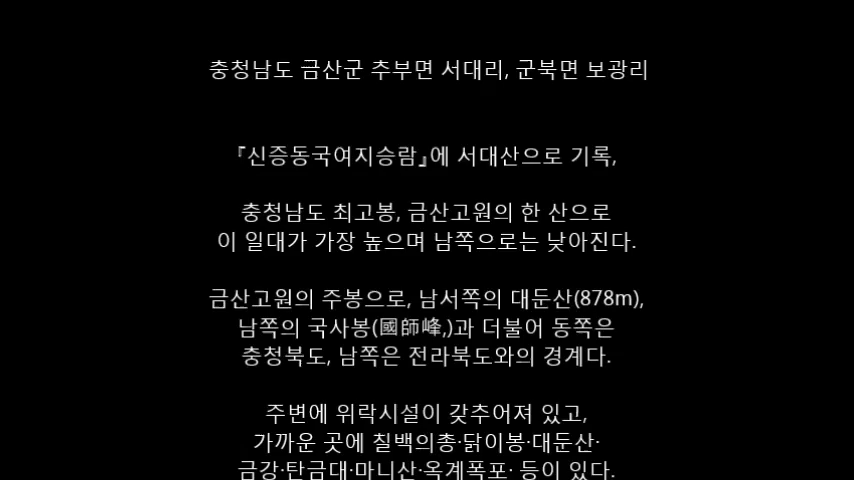 충청남도 금산군 추부면 서대리, 군북면 보광리
『신증동국여지승람』에 서대산으로 기록,
충청남도 최고봉, 금산고원의 한 산으로
이 일대가 가장 높으며 남쪽으로는 낮아진다.
금산고원의 주봉으로, 남서쪽의 대둔산(878m),
남쪽의 국사봉(國師峰,)과 더불어 동쪽은
충청북도, 남쪽은 전라북도와의 경계다.
주변에 위락시설이 갖추어져 있고,
가까운 곳에 칠백의총·닭이봉·대둔산·
금강·탄금대·마니산·옥계폭포· 등이 있다.